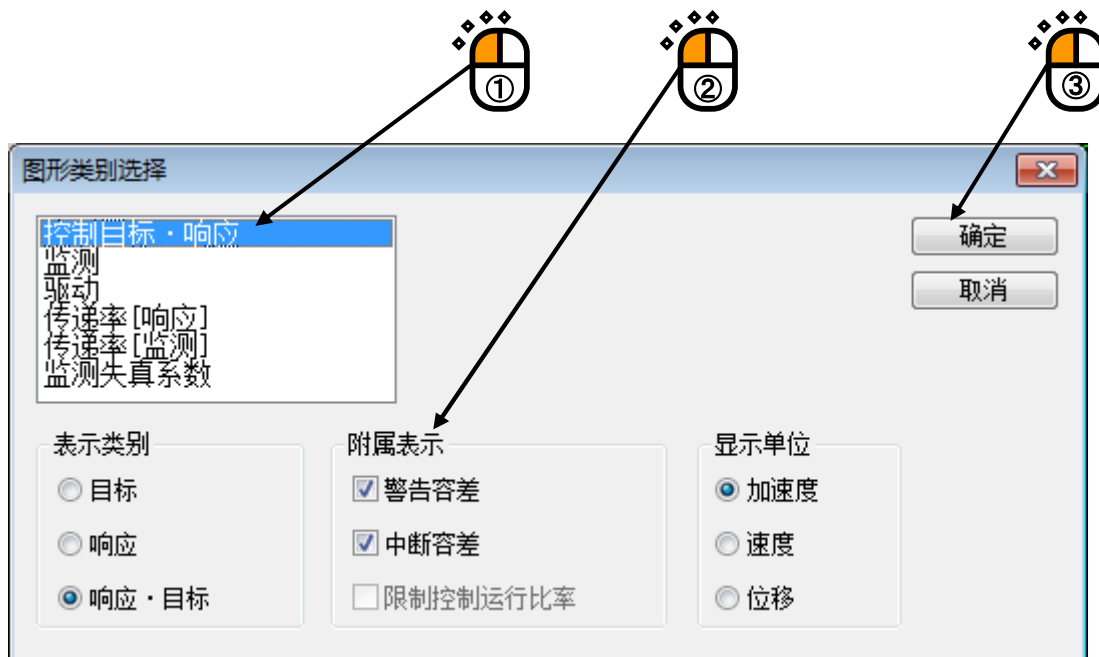 ①
②
③
图形类别选择
控制目标・响应
监测
驱动
传递率[响应]
传递率[监测]
监测失真系数
确定
取消
表示类别
目标
响应
响应・目标
附属表示
警告容差
中断容差
限制控制运行比率
显示单位
加速度
速度
位移